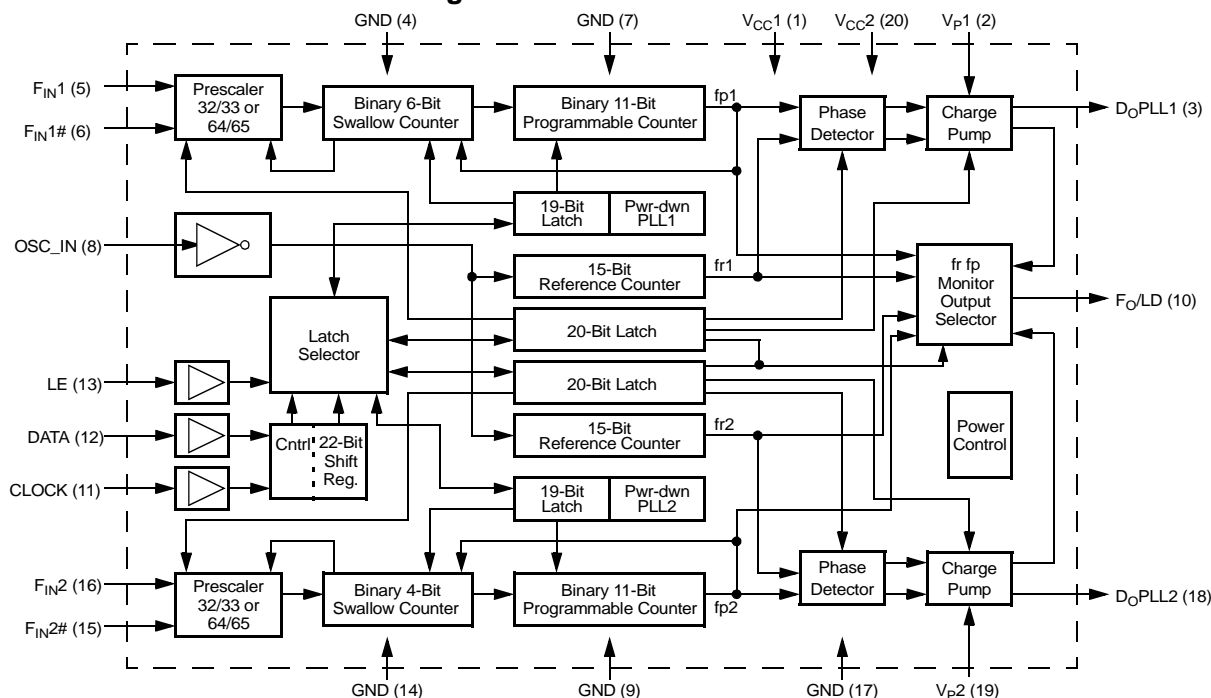 GND (4)
GND (7)
VCC1 (1)
VCC2 (20)
VP1 (2)
FIN1 (5)
FIN1# (6)
Prescaler
32/33 or
64/65
Binary 6-Bit
Swallow Counter
Binary 11-Bit
Programmable Counter
fp1
Phase
Detector
Charge
Pump
DOPLL1 (3)
19-Bit
Latch
Pwr-dwn
PLL1
OSC_IN (8)
15-Bit
Reference Counter
fr1
fr fp
Monitor
Output
Selector
FO/LD (10)
Latch
Selector
20-Bit Latch
20-Bit Latch
LE (13)
DATA (12)
CLOCK (11)
Cntrl
22-Bit
Shift
Reg.
15-Bit
Reference Counter
fr2
Power
Control
19-Bit
Latch
Pwr-dwn
PLL2
FIN2 (16)
FIN2# (15)
Prescaler
32/33 or
64/65
Binary 4-Bit
Swallow Counter
Binary 11-Bit
Programmable Counter
fp2
Phase
Detector
Charge
Pump
DOPLL2 (18)
GND (14)
GND (9)
GND (17)
VP2 (19)